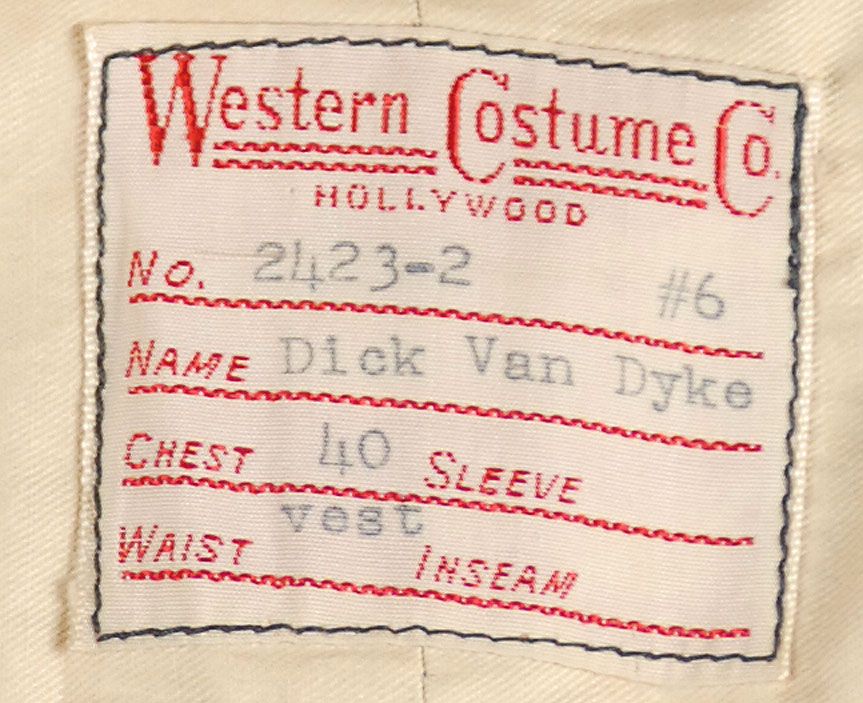 Western Costume Co.
HOLLYWOOD
No. 2423-2 #6
NAME Dick Van Dyke
CHEST 40 SLEEVE
vest
WAIST INSEAM